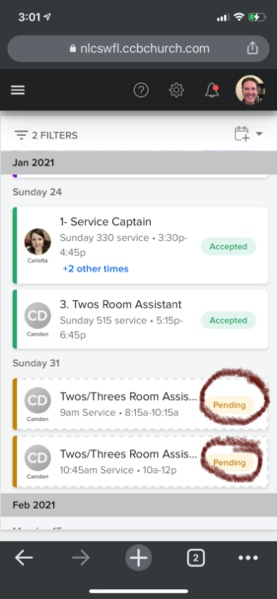 3:01
nlcswfl.ccbchurch.com
2 FILTERS
Jan 2021
Sunday 24
1- Service Captain
Sunday 330 service • 3:30p-
4:45p
+2 other times
Carlotta
Accepted
3. Twos Room Assistant
Sunday 515 service • 5:15p-
6:45p
CD
Camden
Accepted
Sunday 31
Twos/Threes Room Assis...
9am Service • 8:15a-10:15a
CD
Camden
Pending
Twos/Threes Room Assis...
10:45am Service • 10a-12p
CD
Camden
Pending
Feb 2021
2